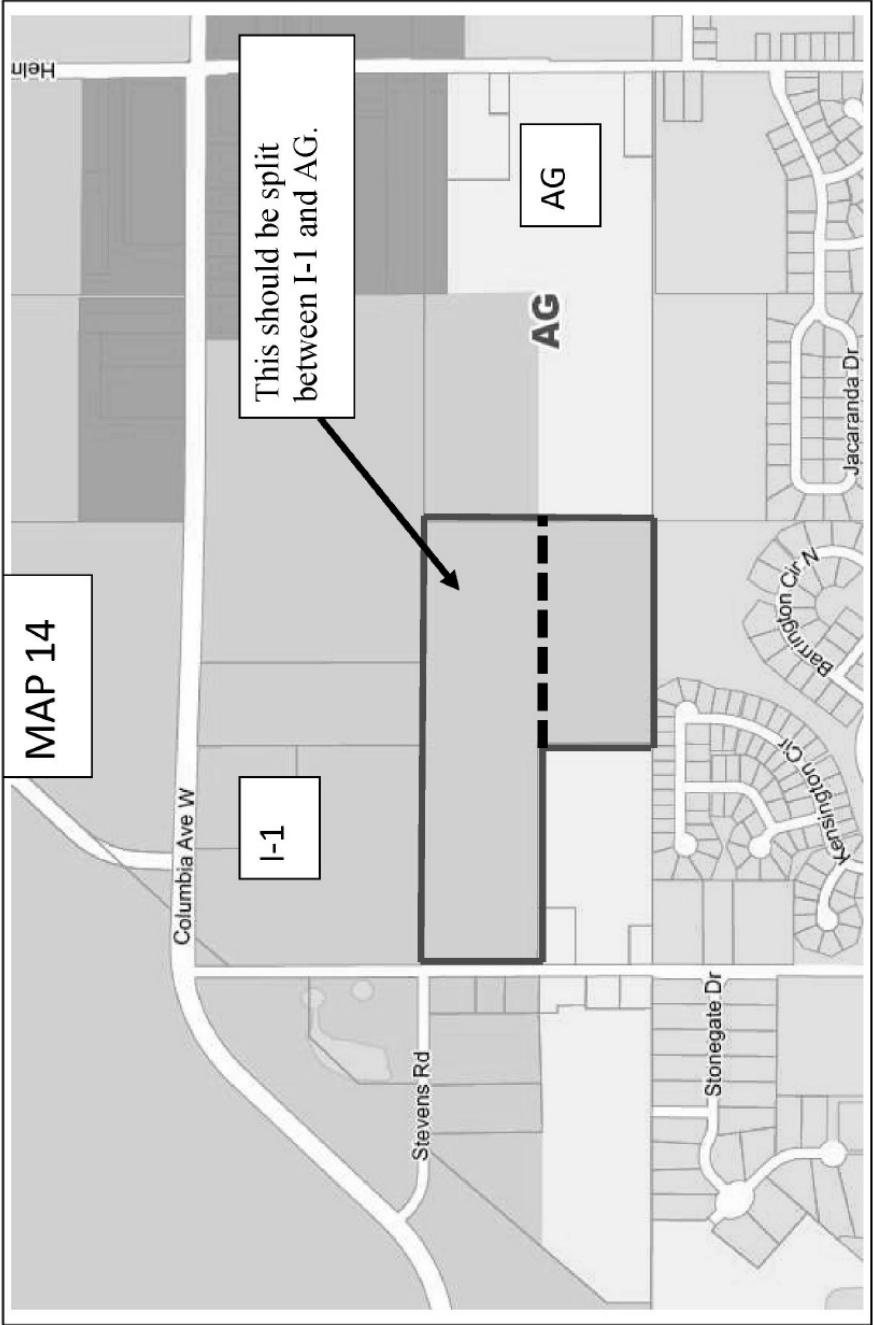 MAP 14
Columbia Ave W
I-1
This should be split
between I-1 and AG.
AG
AG
Stevens Rd
Stonegate Dr
Kensington Cir
Barrington Cir N
Jacaranda Dr
Heln